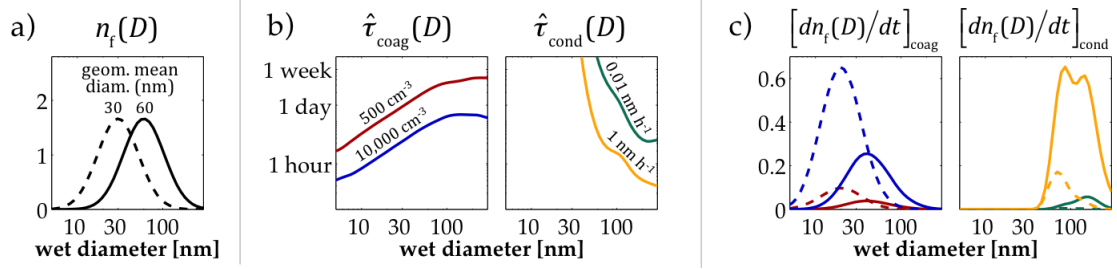 a) n_f(D)
geom. mean
diam. (nm)
30 60
2
1
0
10 30 100
wet diameter [nm]
b) τ̂_coag(D) τ̂_cond(D)
1 week
1 day
1 hour
500 cm⁻³
10,000 cm⁻³
0.01 nm h⁻¹
1 nm h⁻¹
10 30 100 10 30 100
wet diameter [nm]
c) [dn_f(D)/dt]_coag [dn_f(D)/dt]_cond
0.6
0.4
0.2
0
10 30 100 10 30 100
wet diameter [nm]